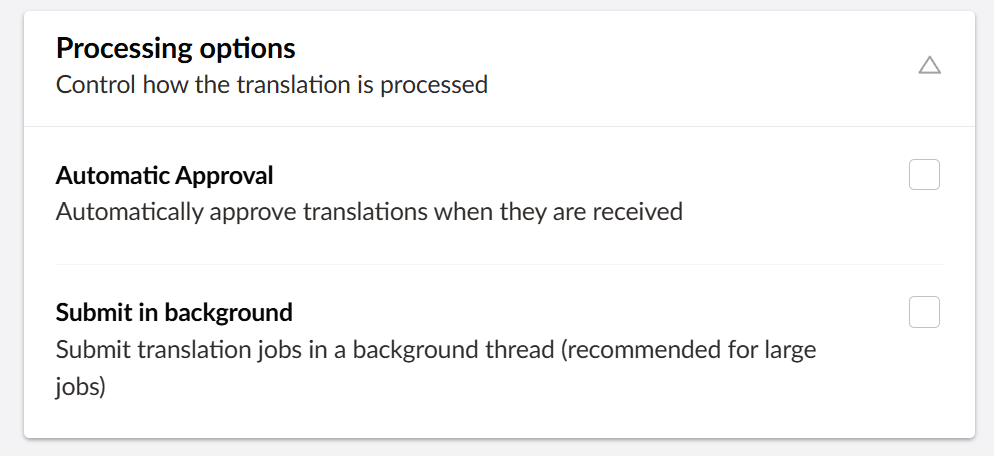 Processing options
Control how the translation is processed
Automatic Approval
Automatically approve translations when they are received
Submit in background
Submit translation jobs in a background thread (recommended for large
jobs)